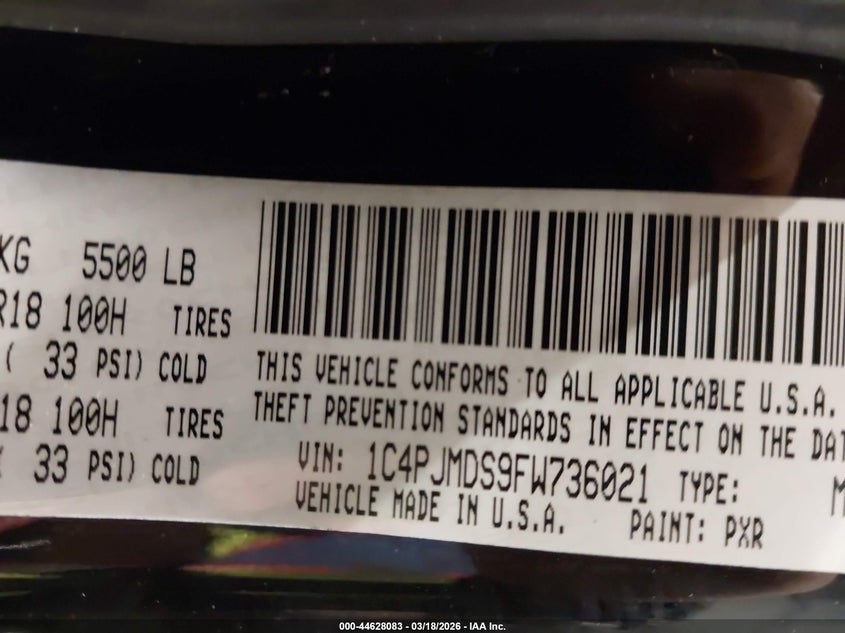 KG 5500 LB
R18 100H TIRES
( 33 PSI) COLD
18 100H TIRES
33 PSI) COLD
THIS VEHICLE CONFORMS TO ALL APPLICABLE U.S.A.
THEFT PREVENTION STANDARDS IN EFFECT ON THE DAT
VIN: 1C4PJMDS9FW736021 TYPE: M
VEHICLE MADE IN U.S.A. PAINT: PXR
000-44628083 - 03/18/2026 - IAA Inc.